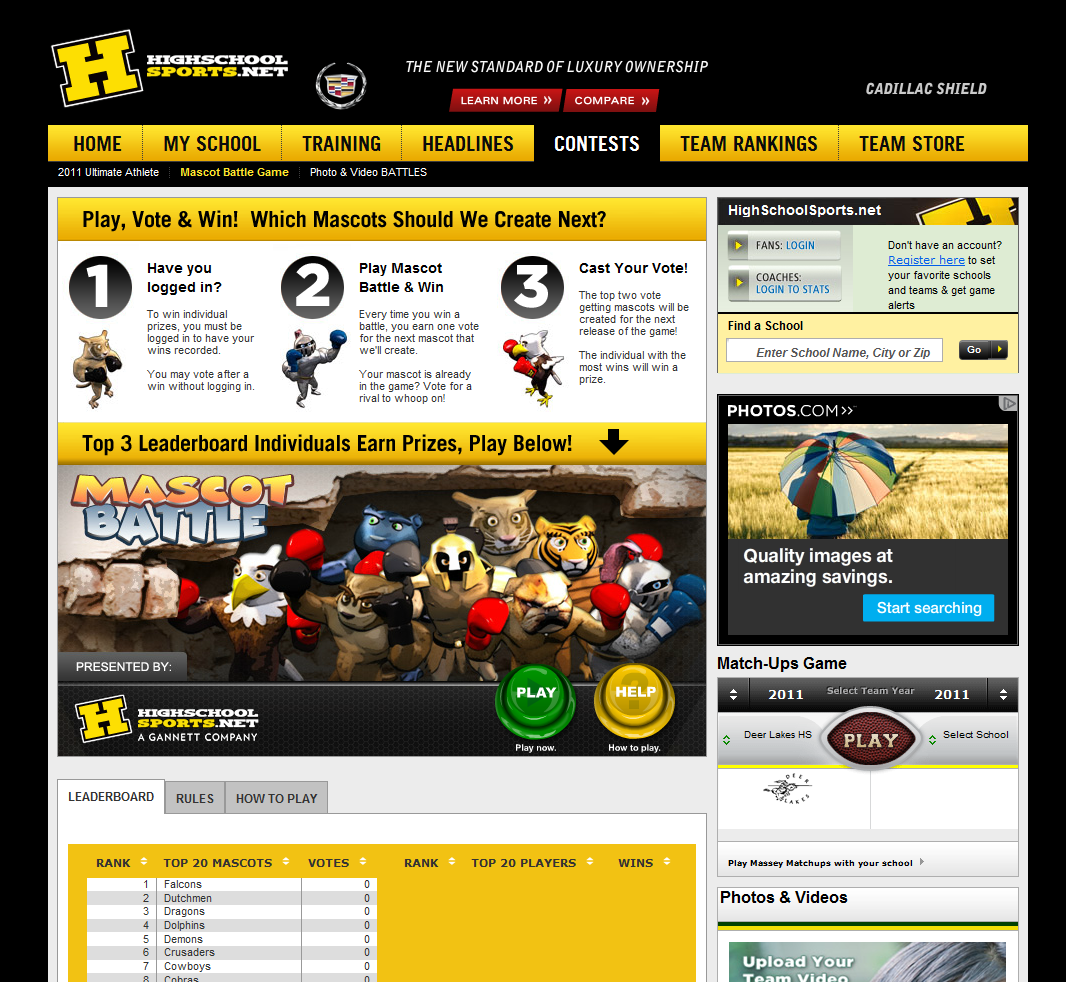 H HIGHSCHOOL
SPORTS.NET
THE NEW STANDARD OF LUXURY OWNERSHIP
LEARN MORE »
COMPARE »
CADILLAC SHIELD
HOME
MY SCHOOL
TRAINING
HEADLINES
CONTESTS
TEAM RANKINGS
TEAM STORE
2011 Ultimate Athlete
Mascot Battle Game
Photo & Video BATTLES
Play, Vote & Win! Which Mascots Should We Create Next?
1
Have you
logged in?
To win individual
prizes, you must be
logged in to have your
wins recorded.
You may vote after a
win without logging in.
2
Play Mascot
Battle & Win
Every time you win a
battle, you earn one vote
for the next mascot that
we'll create.
Your mascot is already
in the game? Vote for a
rival to whoop on!
3
Cast Your Vote!
The top two vote
getting mascots will be
created for the next
release of the game!
The individual with the
most wins will win a
prize.
Top 3 Leaderboard Individuals Earn Prizes, Play Below!
MASCOT
BATTLE
PRESENTED BY:
H HIGHSCHOOL
SPORTS.NET
A GANNETT COMPANY
PLAY
Play now.
HELP
How to play.
LEADERBOARD
RULES
HOW TO PLAY
RANK TOP 20 MASCOTS VOTES RANK TOP 20 PLAYERS WINS
1 Falcons 0
2 Dutchmen 0
3 Dragons 0
4 Dolphins 0
5 Demons 0
6 Crusaders 0
7 Cowboys 0
8 Cobras 0
HighSchoolSports.net
FANS: LOGIN
COACHES:
LOGIN TO STATS
Don't have an account?
Register here to set
your favorite schools
and teams & get game
alerts
Find a School
Enter School Name, City or Zip
Go
PHOTOS.COM»
Quality images at
amazing savings.
Start searching
Match-Ups Game
2011 Select Team Year 2011
Deer Lakes HS
PLAY
Select School
DEER
LAKES
Play Massey Matchups with your school
Photos & Videos
Upload Your
Team Video